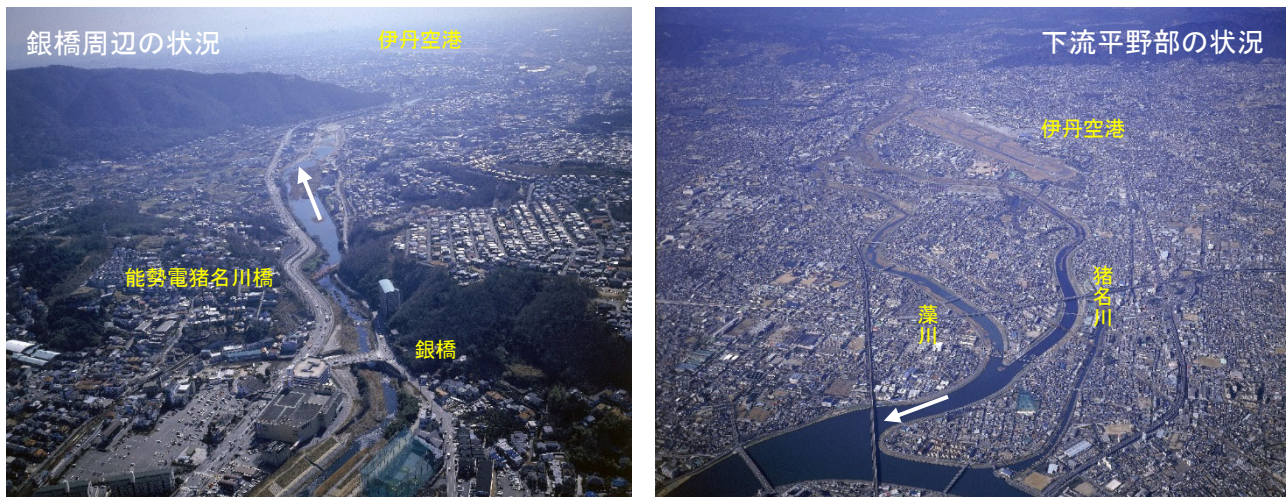 銀橋周辺の状況
伊丹空港
能勢電猪名川橋
銀橋
下流平野部の状況
伊丹空港
猪名川
藻川